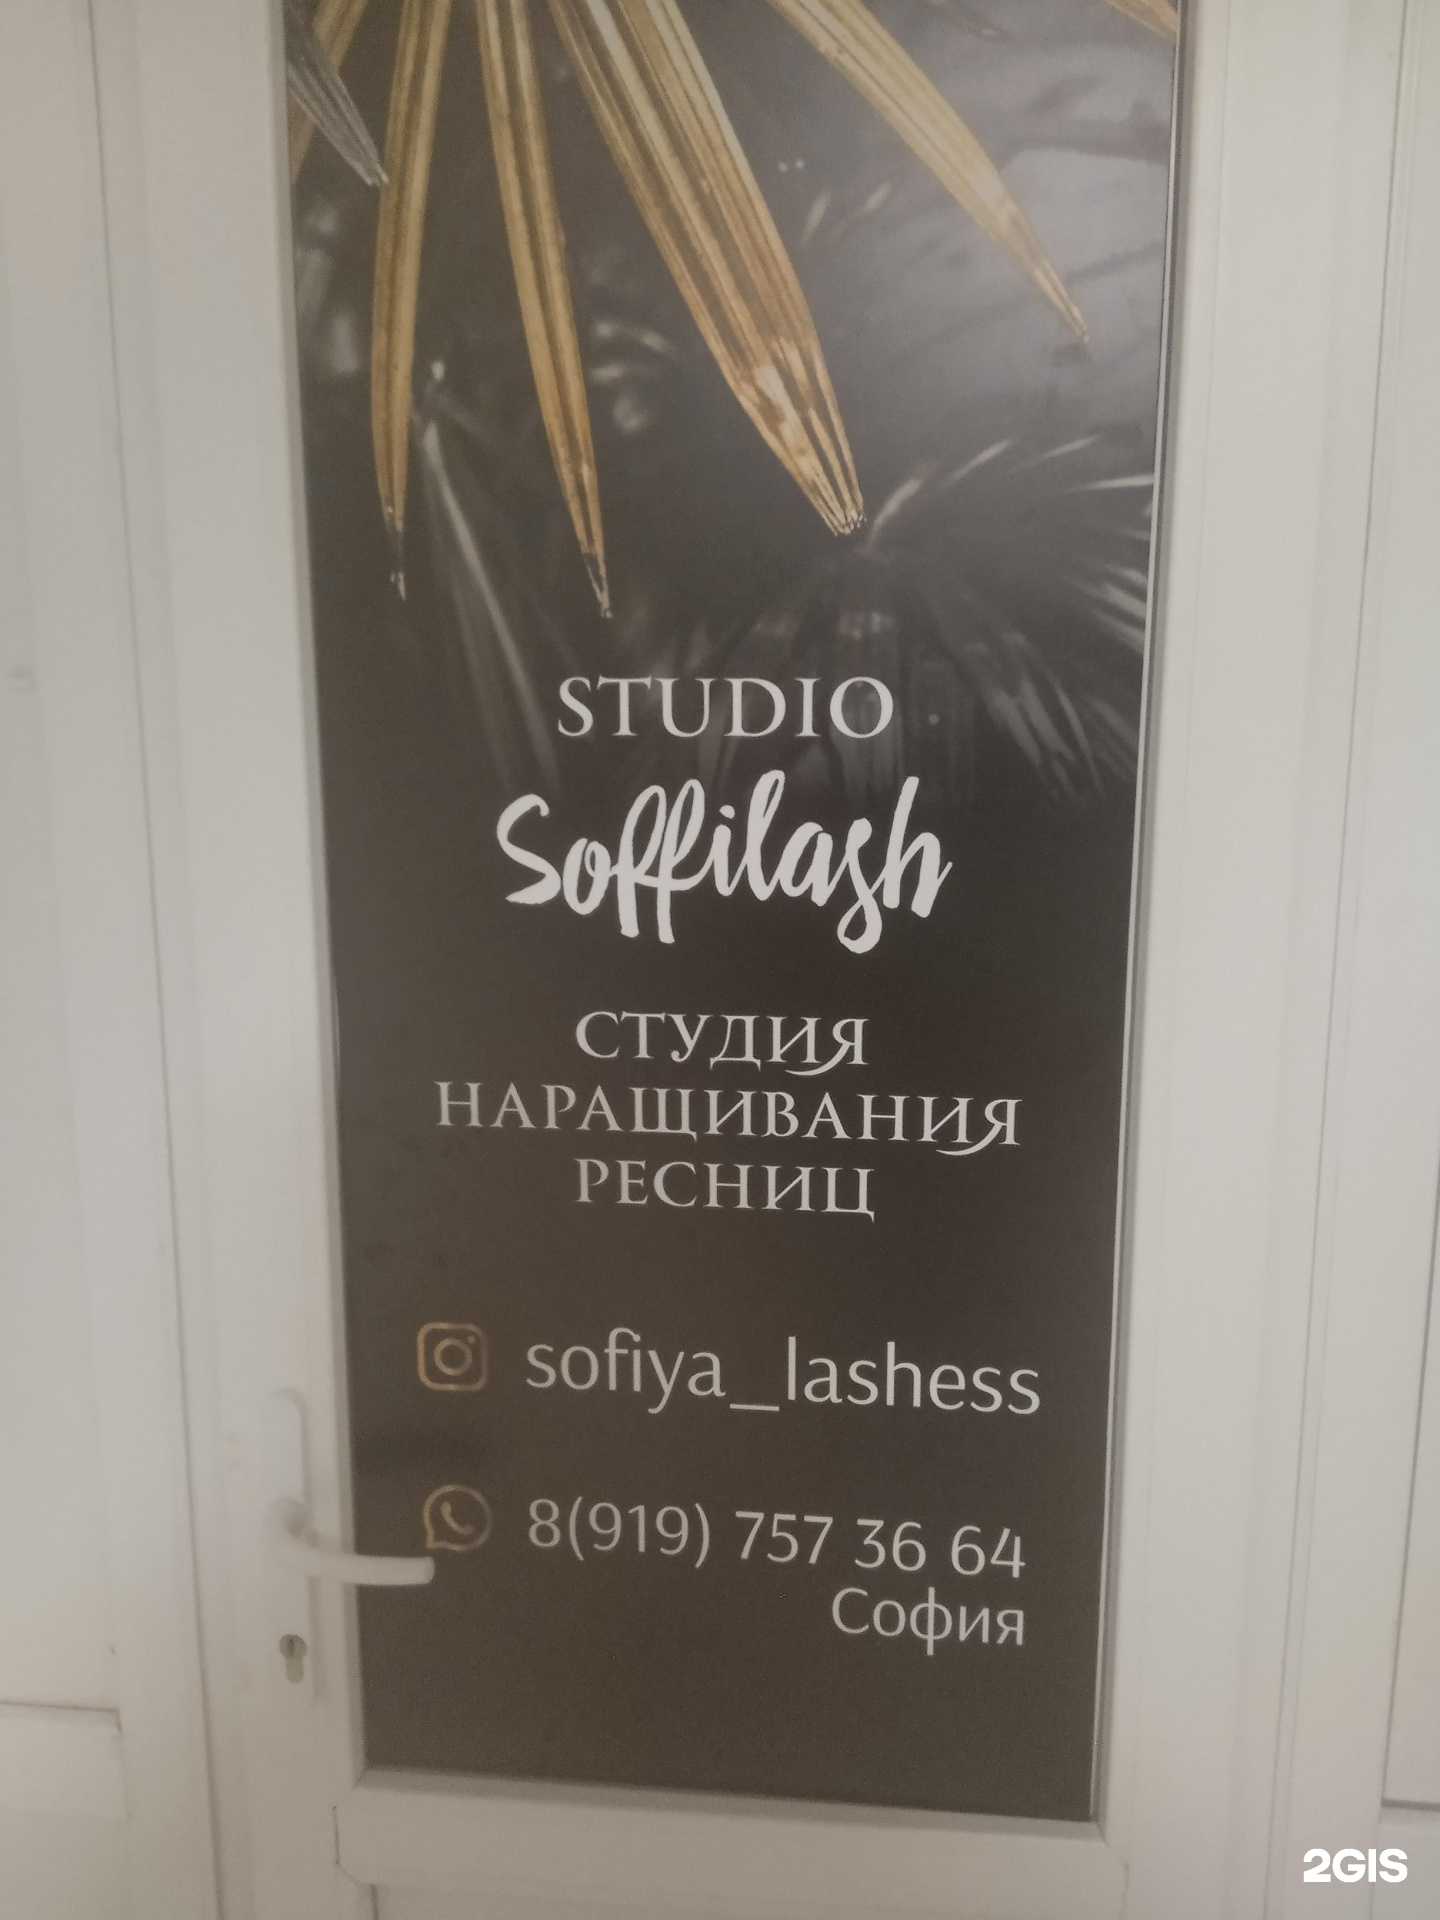 STUDIO
Soffilash
СТУДИЯ
НАРАЩИВАНИЯ
РЕСНИЦ
sofiya_lashess
8(919) 757 36 64
София
2GIS